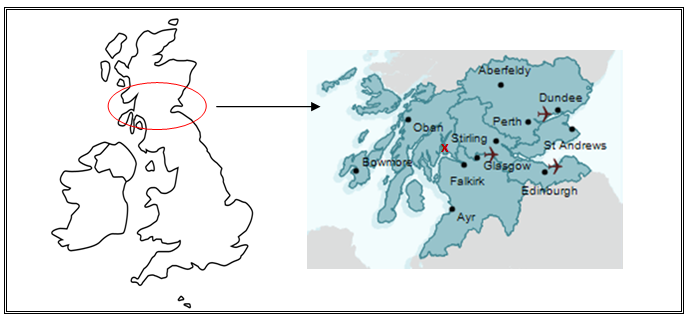 Aberfeldy
Dundee
Perth
Oban
Stirling
St Andrews
X
Bowmore
Glasgow
Falkirk
Edinburgh
Ayr